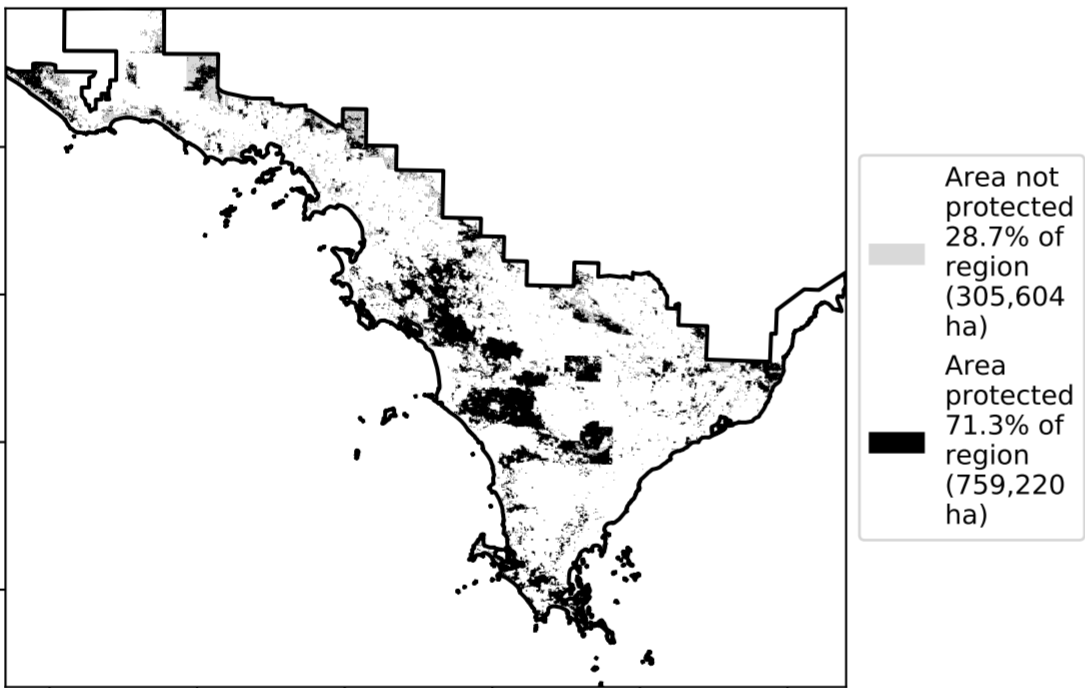 Area not
protected
28.7% of
region
(305,604
ha)
Area
protected
71.3% of
region
(759,220
ha)